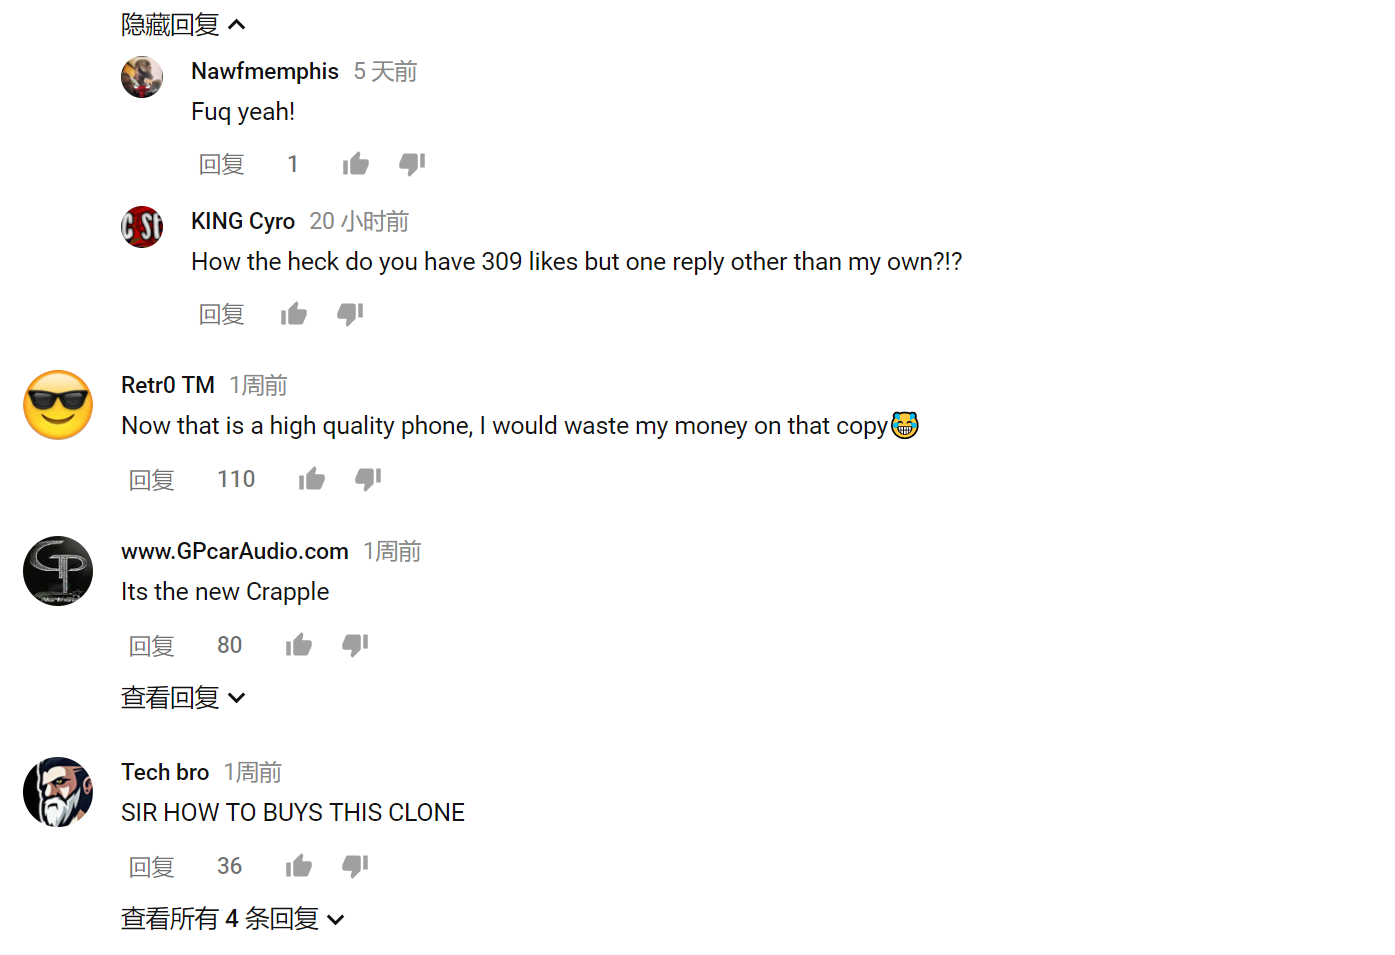 隐藏回复
Nawfmemphis 5 天前
Fuq yeah!
回复 1
KING Cyro 20 小时前
How the heck do you have 309 likes but one reply other than my own?!?
回复
Retr0 TM 1周前
Now that is a high quality phone, I would waste my money on that copy😹
回复 110
www.GPcarAudio.com 1周前
Its the new Crapple
回复 80
查看回复
Tech bro 1周前
SIR HOW TO BUYS THIS CLONE
回复 36
查看所有 4 条回复